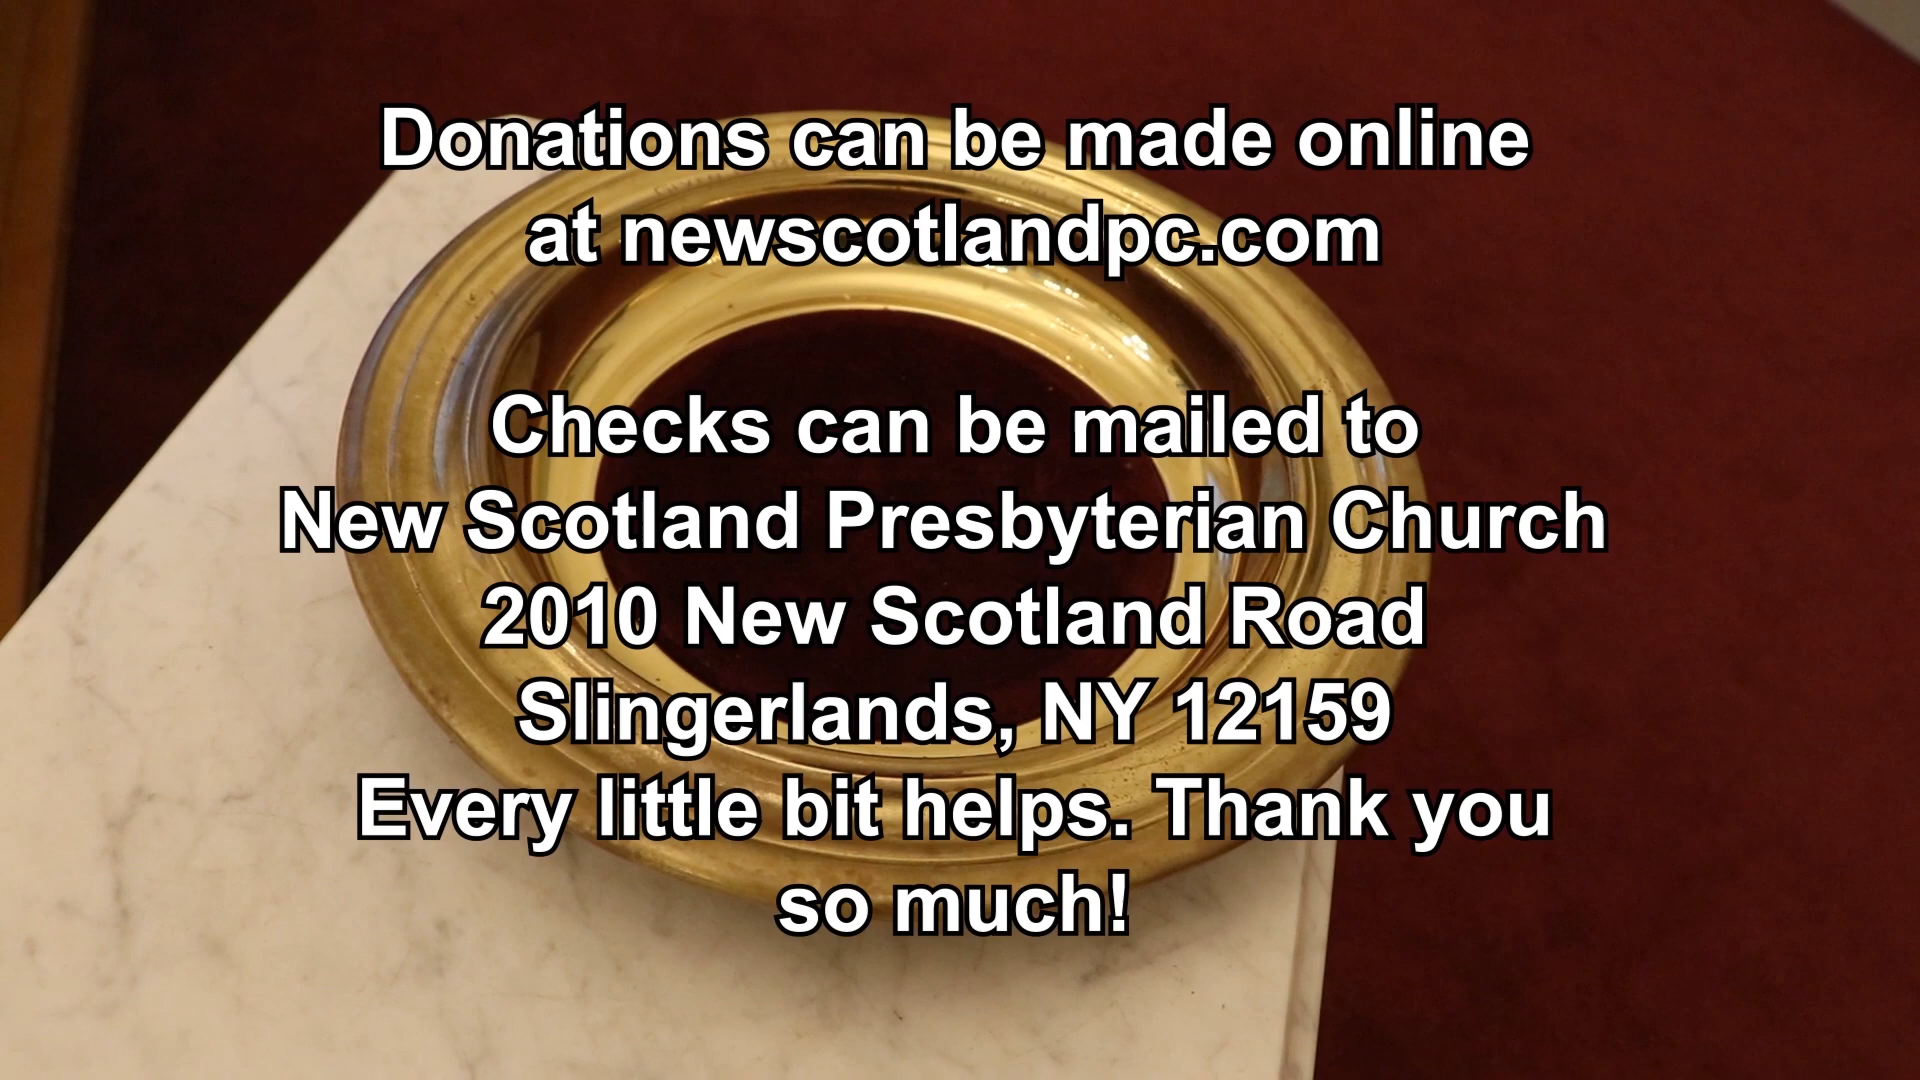 Donations can be made online
at newscotlandpc.com
Checks can be mailed to
New Scotland Presbyterian Church
2010 New Scotland Road
Slingerlands, NY 12159
Every little bit helps. Thank you
so much!